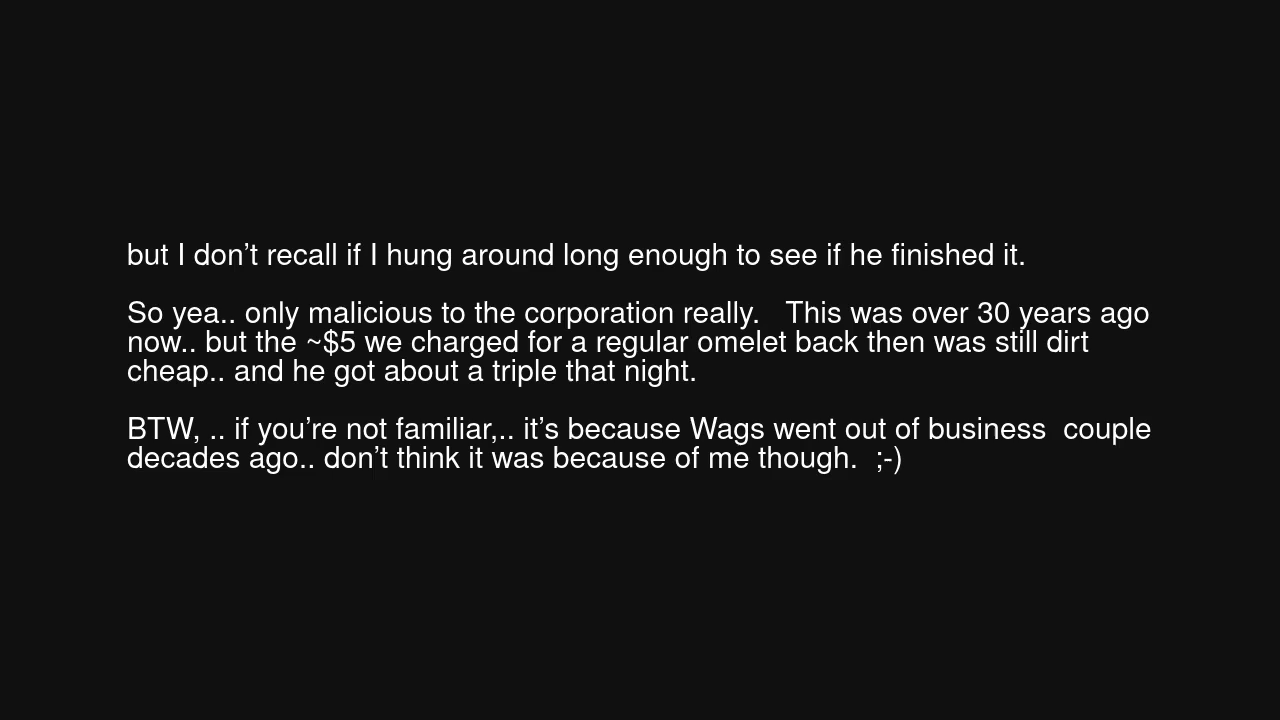 but I don’t recall if I hung around long enough to see if he finished it.
So yea.. only malicious to the corporation really.   This was over 30 years ago
now.. but the ~$5 we charged for a regular omelet back then was still dirt
cheap.. and he got about a triple that night.
BTW, .. if you’re not familiar,.. it’s because Wags went out of business  couple
decades ago.. don’t think it was because of me though.  ;-)